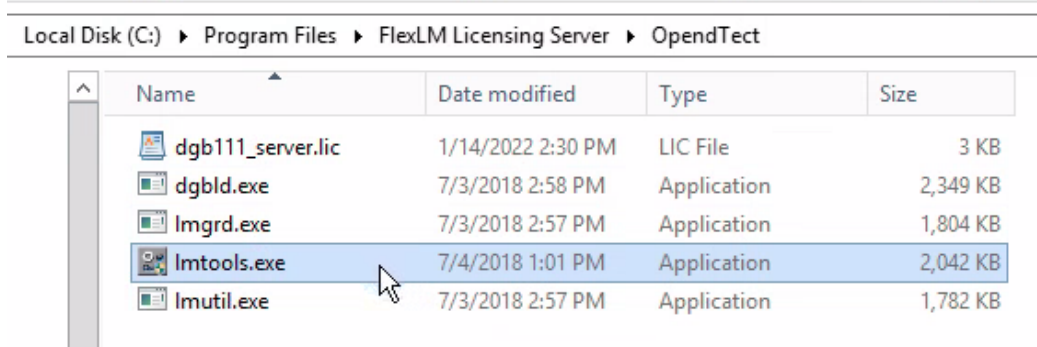 Local Disk (C:) ▸ Program Files ▸ FlexLM Licensing Server ▸ OpendTect
Name Date modified Type Size
dgb111_server.lic 1/14/2022 2:30 PM LIC File 3 KB
dgbld.exe 7/3/2018 2:58 PM Application 2,349 KB
lmgrd.exe 7/3/2018 2:57 PM Application 1,804 KB
lmtools.exe 7/4/2018 1:01 PM Application 2,042 KB
lmutil.exe 7/3/2018 2:57 PM Application 1,782 KB